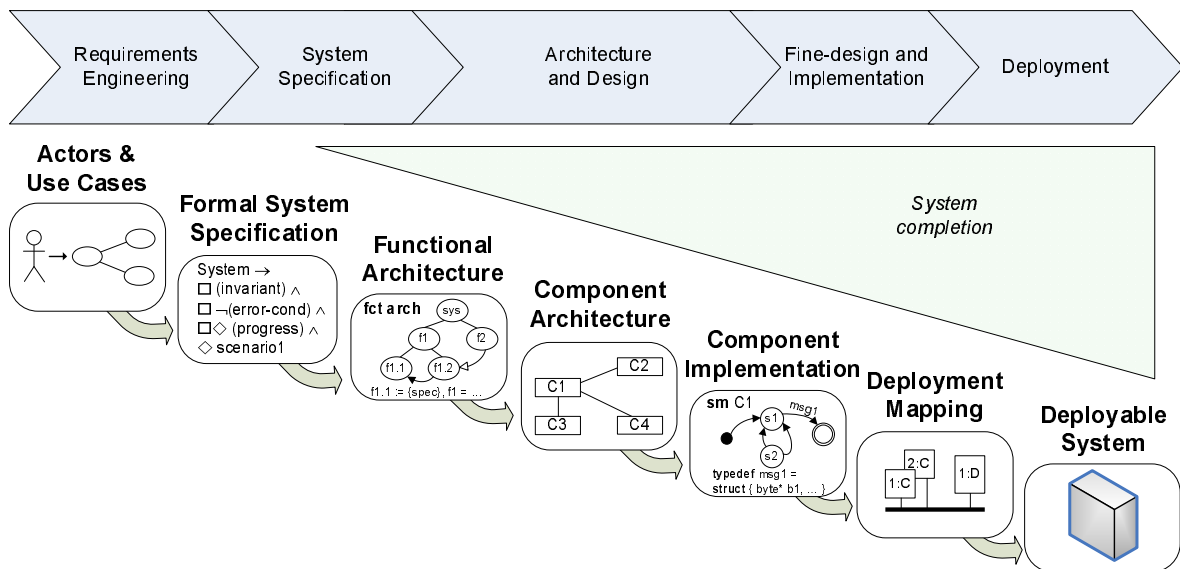 Requirements
Engineering
System
Specification
Architecture
and Design
Fine-design and
Implementation
Deployment
Actors &
Use Cases
System
completion
Formal System
Specification
System →
□ (invariant) ∧
□ ¬(error-cond) ∧
□◇ (progress) ∧
◇ scenario1
Functional
Architecture
fct arch
sys
f1
f2
f1.1
f1.2
f1.1 := {spec}, f1 = ...
Component
Architecture
C2
C1
C3
C4
Component
Implementation
sm C1
msg1
s1
s2
typedef msg1 =
struct { byte* b1, ... }
Deployment
Mapping
2:C
1:C
1:D
Deployable
System